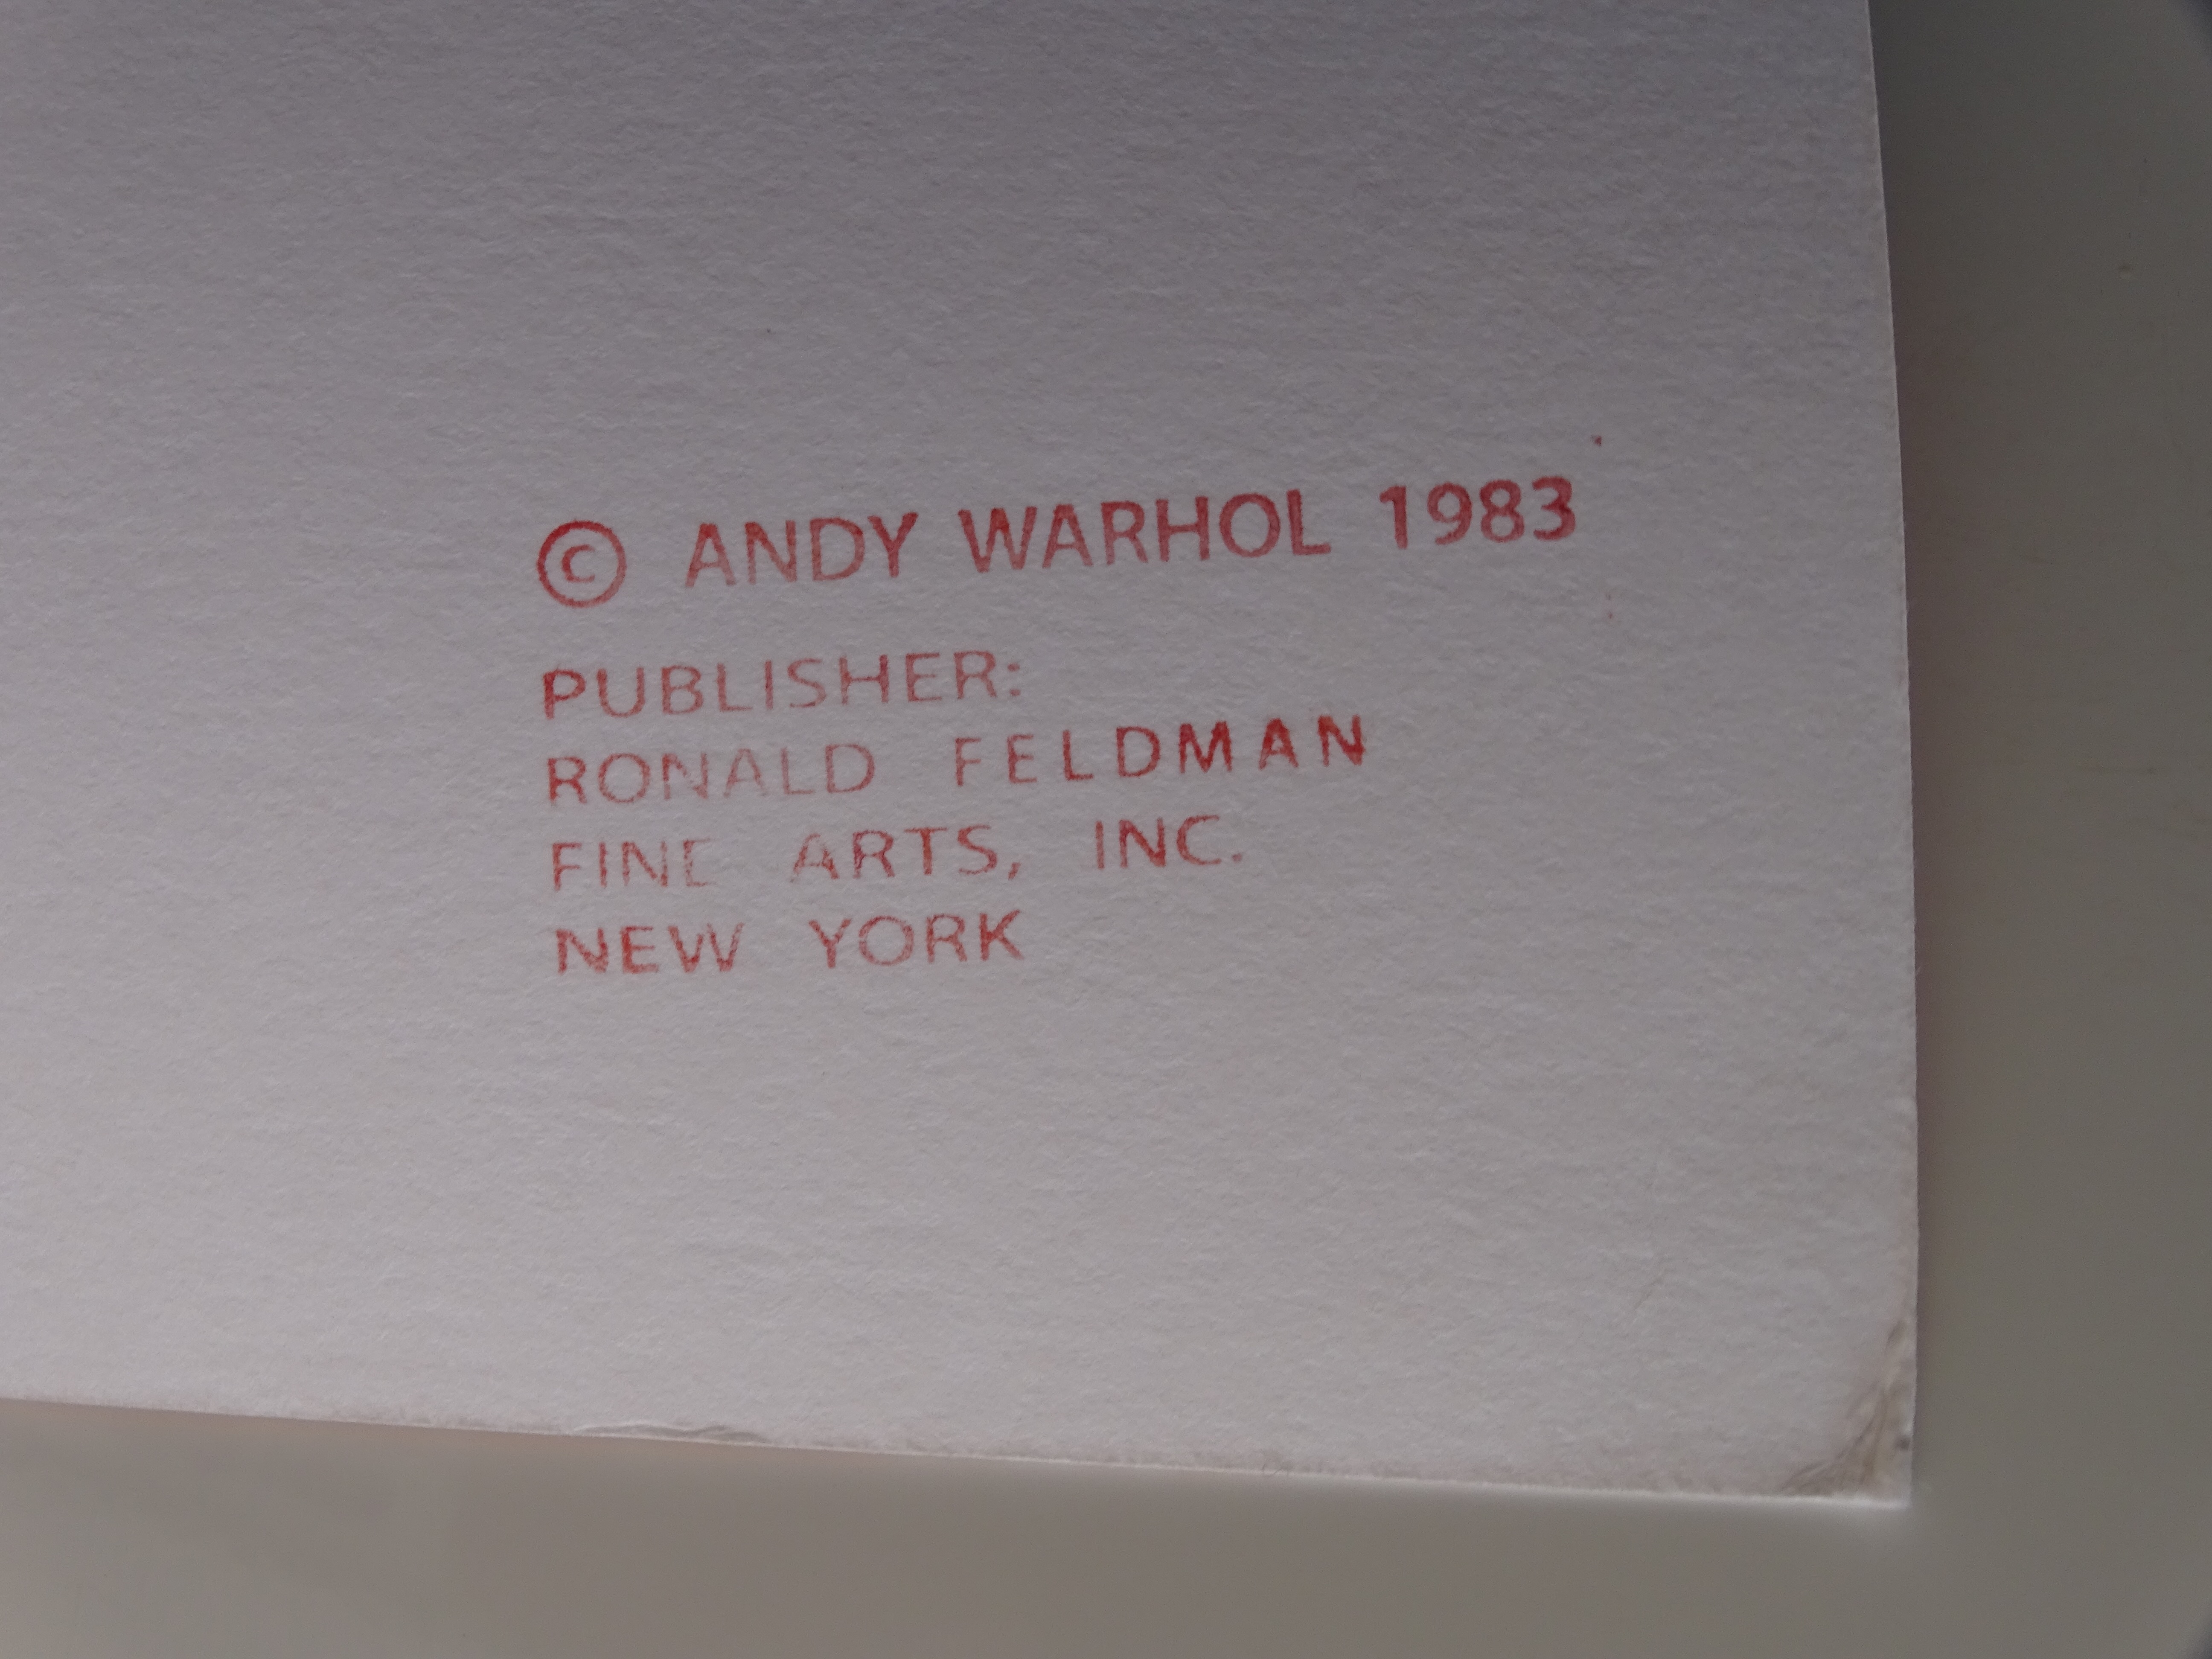 © ANDY WARHOL 1983
PUBLISHER:
RONALD FELDMAN
FINE ARTS, INC.
NEW YORK